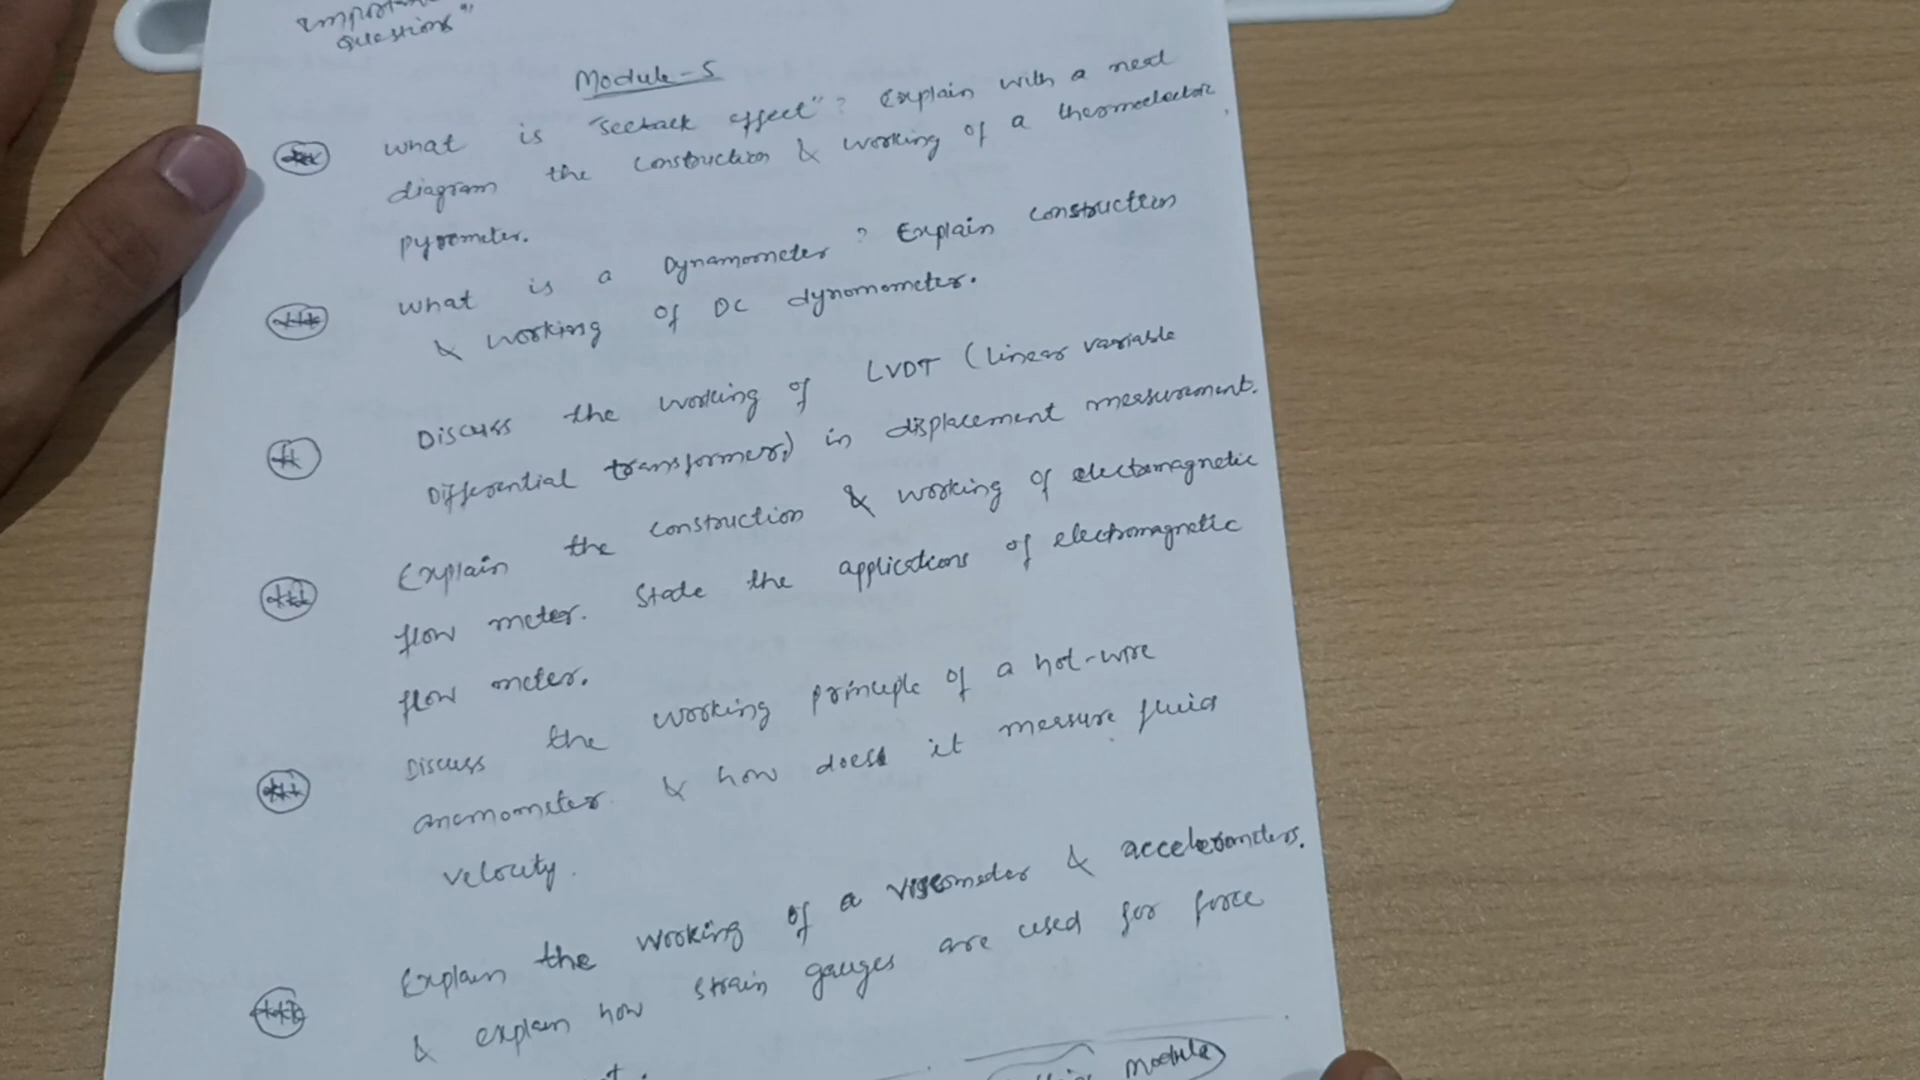 Important
Questions"
Module-5
What is "Seeback effect"? Explain with a neat
diagram the construction & working of a thermoelectric
pyrometer.
What is a Dynamometer? Explain construction
& working of DC dynomometer.
Discuss the working of LVDT (linear variable
Differential transformer) in displacement measurement.
Explain the construction & working of electomagnetic
flow meter. State the applications of electromagnetic
flow meter.
Discuss the working principle of a hot-wire
anemometer & how does it measure fluid
velocity.
Explain the working of a viscometer & accelerometers.
& explain how strain gauges are used for force
module